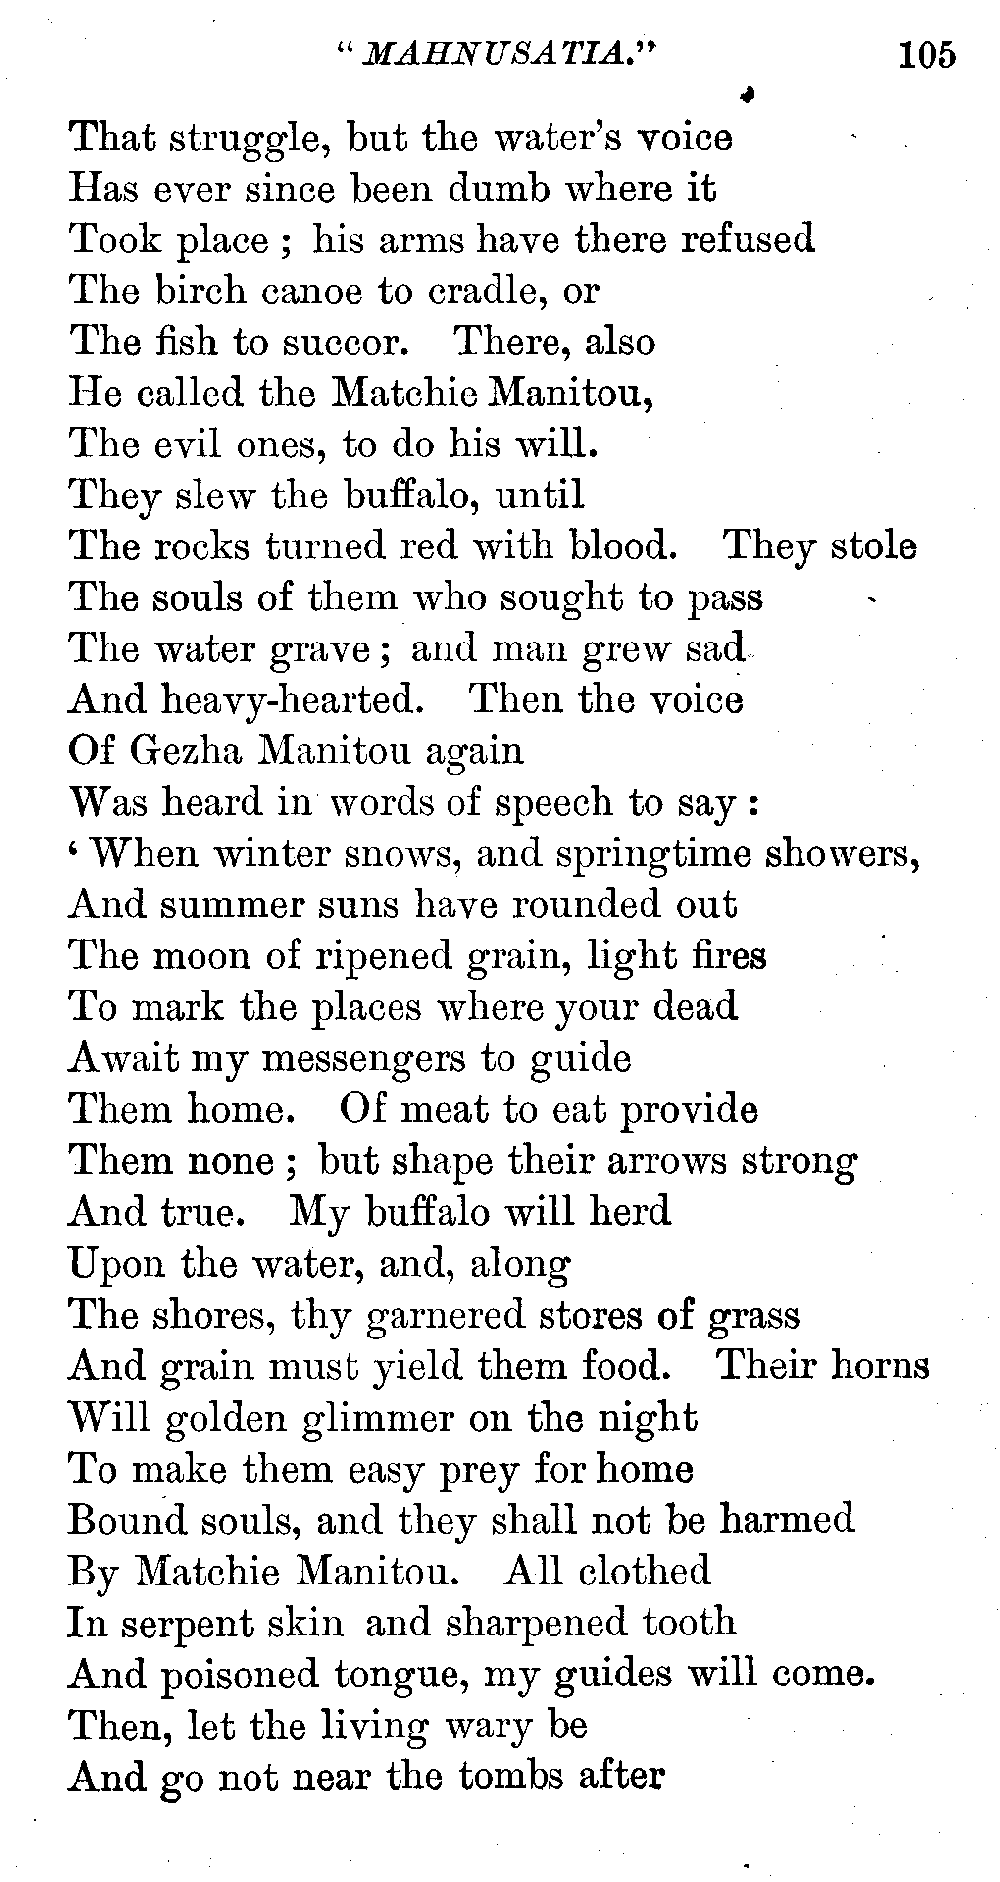 “ MAHNUSATIA.” 105
That struggle, but the water’s voice
Has ever since been dumb where it
Took place ; his arms have there refused
The birch canoe to cradle, or
The fish to succor. There, also
He called the Matchie Manitou,
The evil ones, to do his will.
They slew the buffalo, until
The rocks turned red with blood. They stole
The souls of them who sought to pass
The water grave ; and man grew sad
And heavy-hearted. Then the voice
Of Gezha Manitou again
Was heard in words of speech to say :
‘ When winter snows, and springtime showers,
And summer suns have rounded out
The moon of ripened grain, light fires
To mark the places where your dead
Await my messengers to guide
Them home. Of meat to eat provide
Them none ; but shape their arrows strong
And true. My buffalo will herd
Upon the water, and, along
The shores, thy garnered stores of grass
And grain must yield them food. Their horns
Will golden glimmer on the night
To make them easy prey for home
Bound souls, and they shall not be harmed
By Matchie Manitou. All clothed
In serpent skin and sharpened tooth
And poisoned tongue, my guides will come.
Then, let the living wary be
And go not near the tombs after